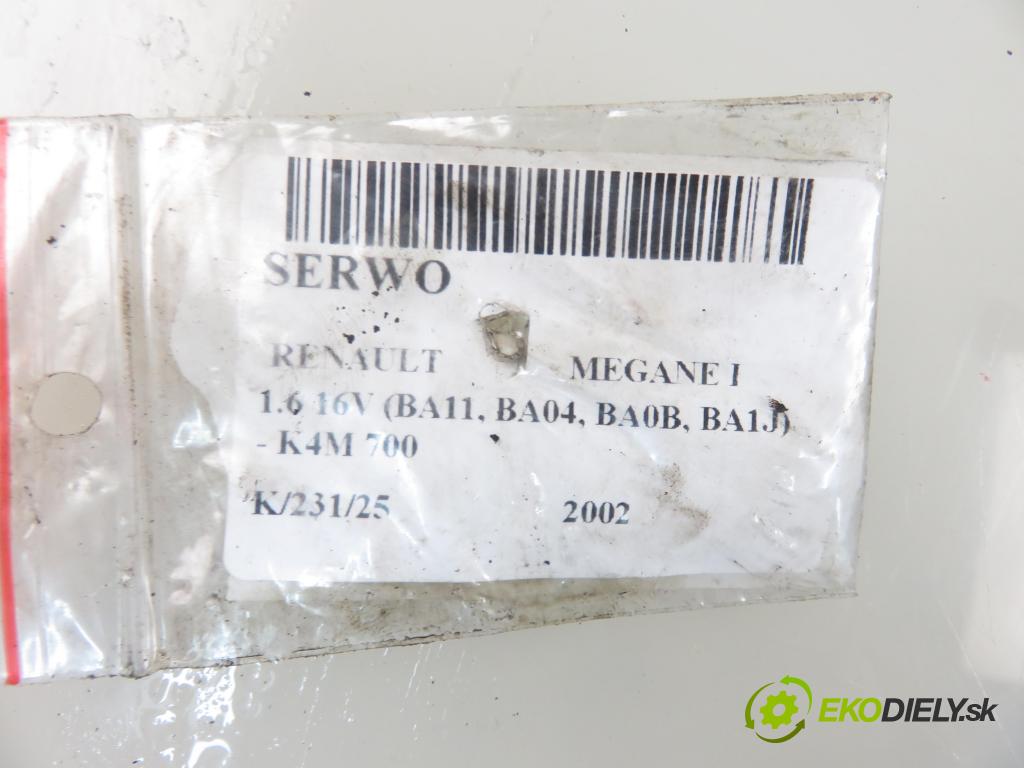 SERWO
RENAULT MEGANE I
1.6 16V (BA11, BA04, BA0B, BA1J)
- K4M 700
K/231/25 2002
EKODIELY.sk